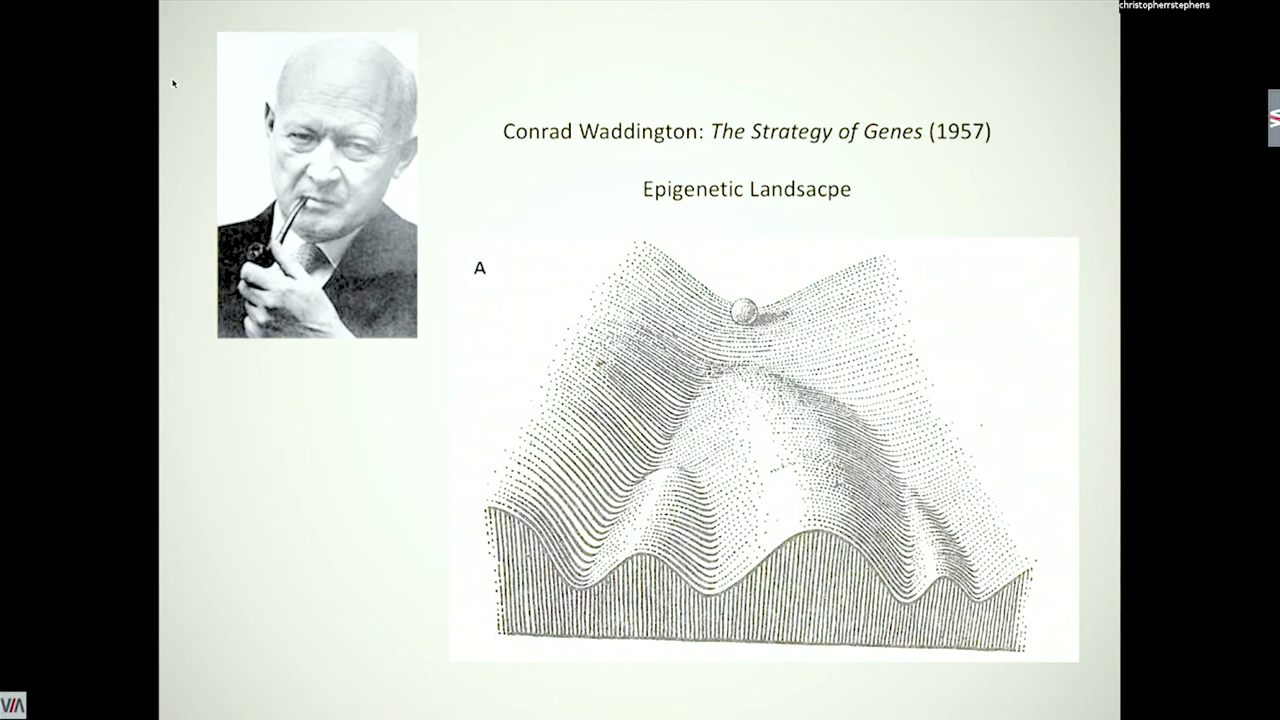 christopherrstephens
Conrad Waddington: The Strategy of Genes (1957)
Epigenetic Landsacpe
A
VIA